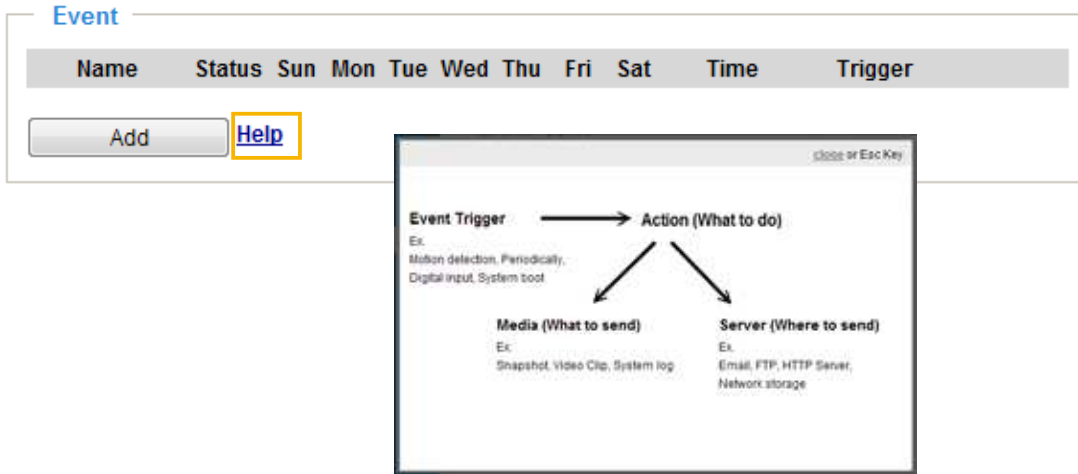 Event
Name Status Sun Mon Tue Wed Thu Fri Sat Time Trigger
Add Help
close or Esc Key
Event Trigger
Ex.
Motion detection, Periodically,
Digital input, System boot
Action (What to do)
Media (What to send)
Ex:
Snapshot, Video Clip, System log
Server (Where to send)
Ex.
Email, FTP, HTTP Server,
Network storage